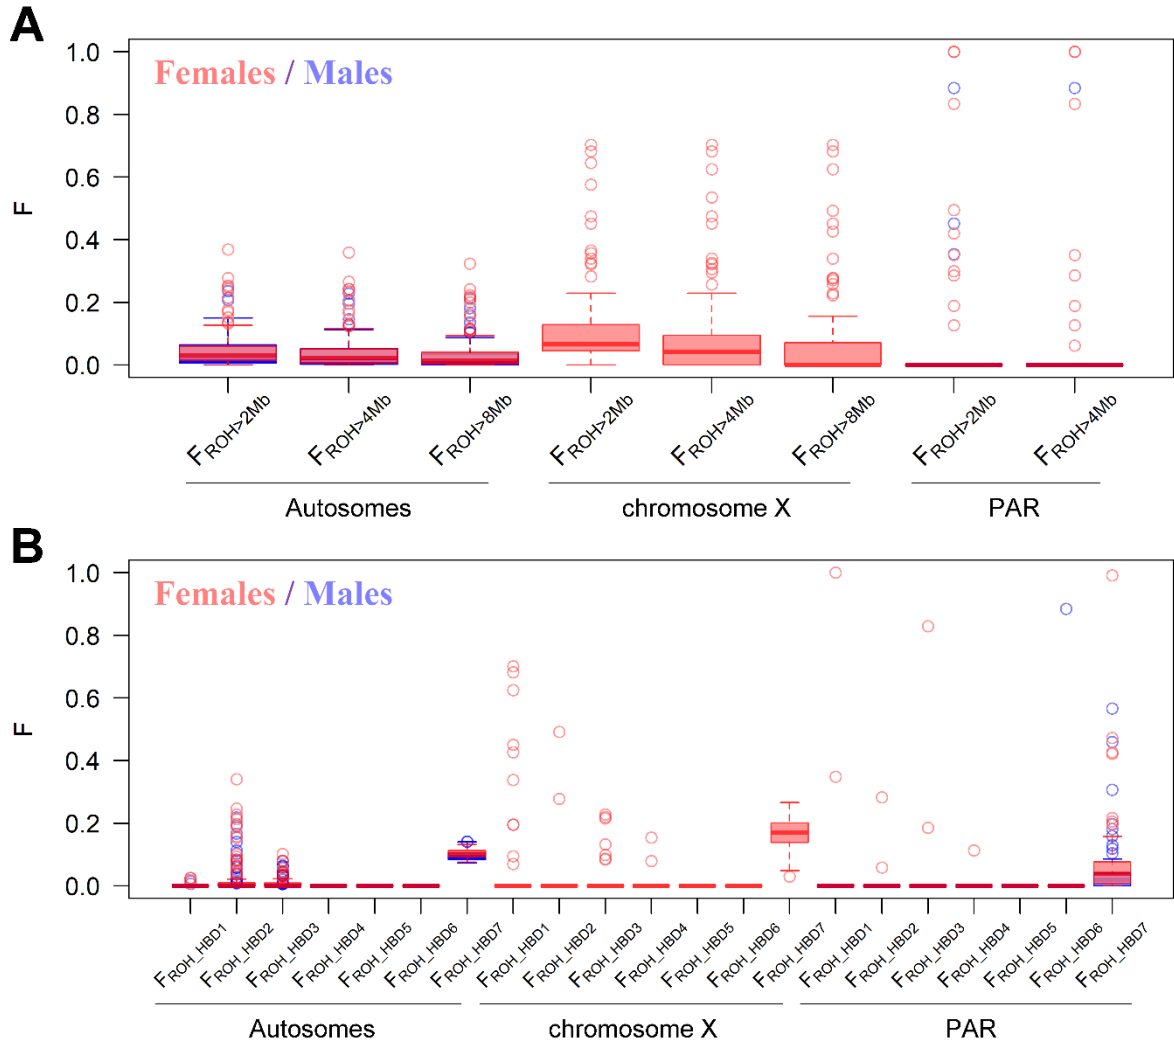 A
Females / Males
1.0
0.8
0.6
0.4
0.2
0.0
F
FROH>2Mb
FROH>4Mb
FROH>8Mb
FROH>2Mb
FROH>4Mb
FROH>8Mb
FROH>2Mb
FROH>4Mb
Autosomes
chromosome X
PAR
B
Females / Males
1.0
0.8
0.6
0.4
0.2
0.0
F
FROH_HBD1
FROH_HBD2
FROH_HBD3
FROH_HBD4
FROH_HBD5
FROH_HBD6
FROH_HBD7
FROH_HBD1
FROH_HBD2
FROH_HBD3
FROH_HBD4
FROH_HBD5
FROH_HBD6
FROH_HBD7
FROH_HBD1
FROH_HBD2
FROH_HBD3
FROH_HBD4
FROH_HBD5
FROH_HBD6
FROH_HBD7
Autosomes
chromosome X
PAR